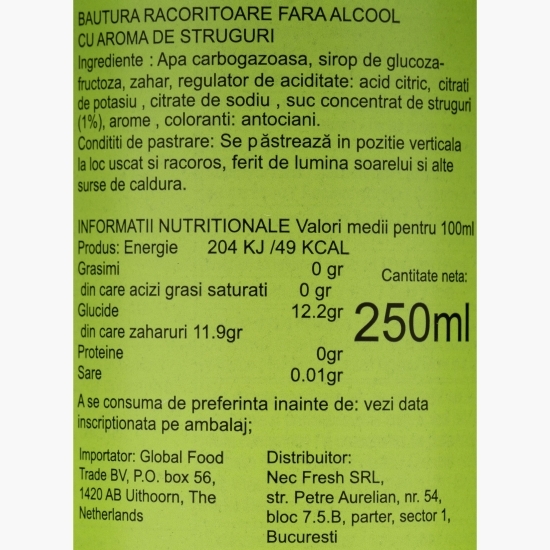 BAUTURA RACORITOARE FARA ALCOOL
CU AROMA DE STRUGURI
Ingrediente : Apa carbogazoasa, sirop de glucoza-
fructoza, zahar, regulator de aciditate: acid citric, citrati
de potasiu , citrate de sodiu , suc concentrat de struguri
(1%), arome , coloranti: antociani.
Condititi de pastrare: Se păstrează in pozitie verticala
la loc uscat si racoros, ferit de lumina soarelui si alte
surse de caldura.
INFORMATII NUTRITIONALE Valori medii pentru 100ml
Produs: Energie 204 KJ /49 KCAL
Grasimi 0 gr
din care acizi grasi saturati 0 gr
Glucide 12.2gr
din care zaharuri 11.9gr
Proteine 0gr
Sare 0.01gr
Cantitate neta:
250ml
A se consuma de preferinta inainte de: vezi data
inscriptionata pe ambalaj;
Importator: Global Food
Trade BV, P.O. box 56,
1420 AB Uithoorn, The
Netherlands
Distribuitor:
Nec Fresh SRL,
str. Petre Aurelian, nr. 54,
bloc 7.5.B, parter, sector 1,
Bucuresti